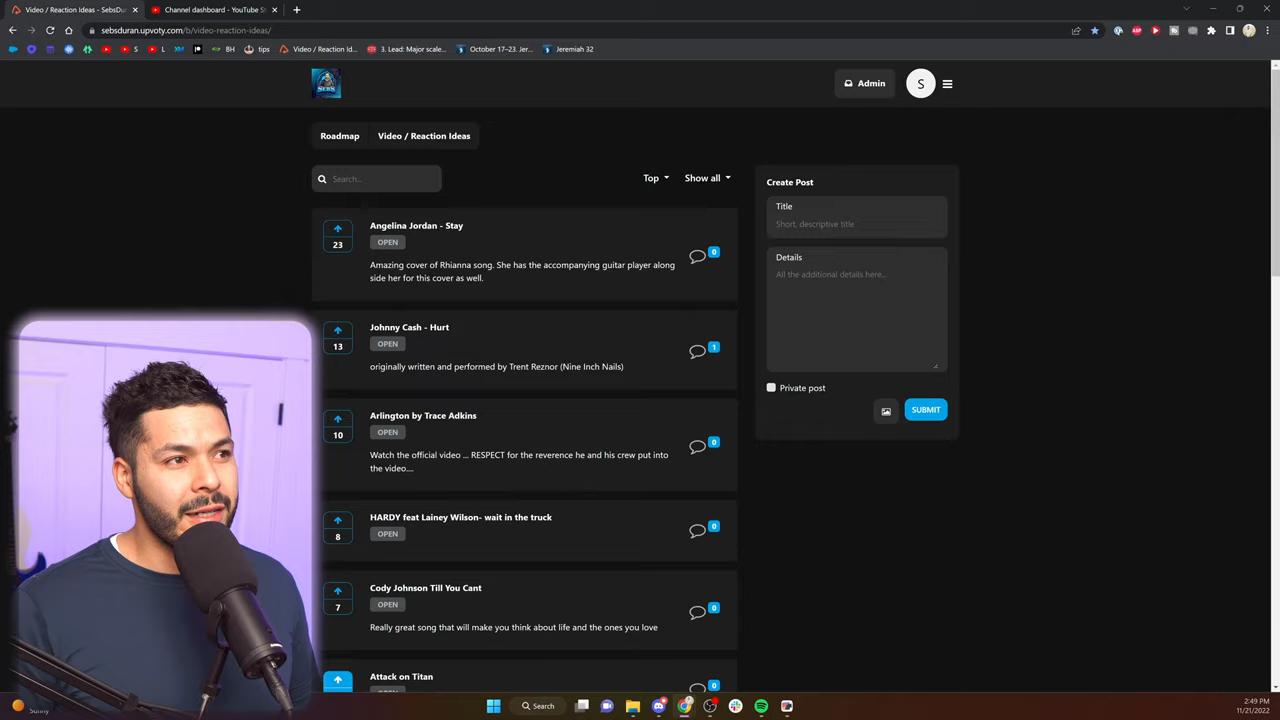 Video / Reaction Ideas - SebsDu
Channel dashboard - YouTube St
sebsduran.upvoty.com/b/video-reaction-ideas/
BH
tips
Video / Reaction Id...
3. Lead: Major scale...
October 17–23. Jer...
Jeremiah 32
SEBS
Admin
S
Roadmap
Video / Reaction Ideas
Search...
Top
Show all
Create Post
Title
Short, descriptive title
Details
All the additional details here...
Private post
SUBMIT
23
Angelina Jordan - Stay
OPEN
0
Amazing cover of Rhianna song. She has the accompanying guitar player along
side her for this cover as well.
13
Johnny Cash - Hurt
OPEN
1
originally written and performed by Trent Reznor (Nine Inch Nails)
10
Arlington by Trace Adkins
OPEN
0
Watch the official video ... RESPECT for the reverence he and his crew put into
the video....
8
HARDY feat Lainey Wilson- wait in the truck
OPEN
0
7
Cody Johnson Till You Cant
OPEN
0
Really great song that will make you think about life and the ones you love
Attack on Titan
0
Sunny
Search
2:49 PM
11/21/2022